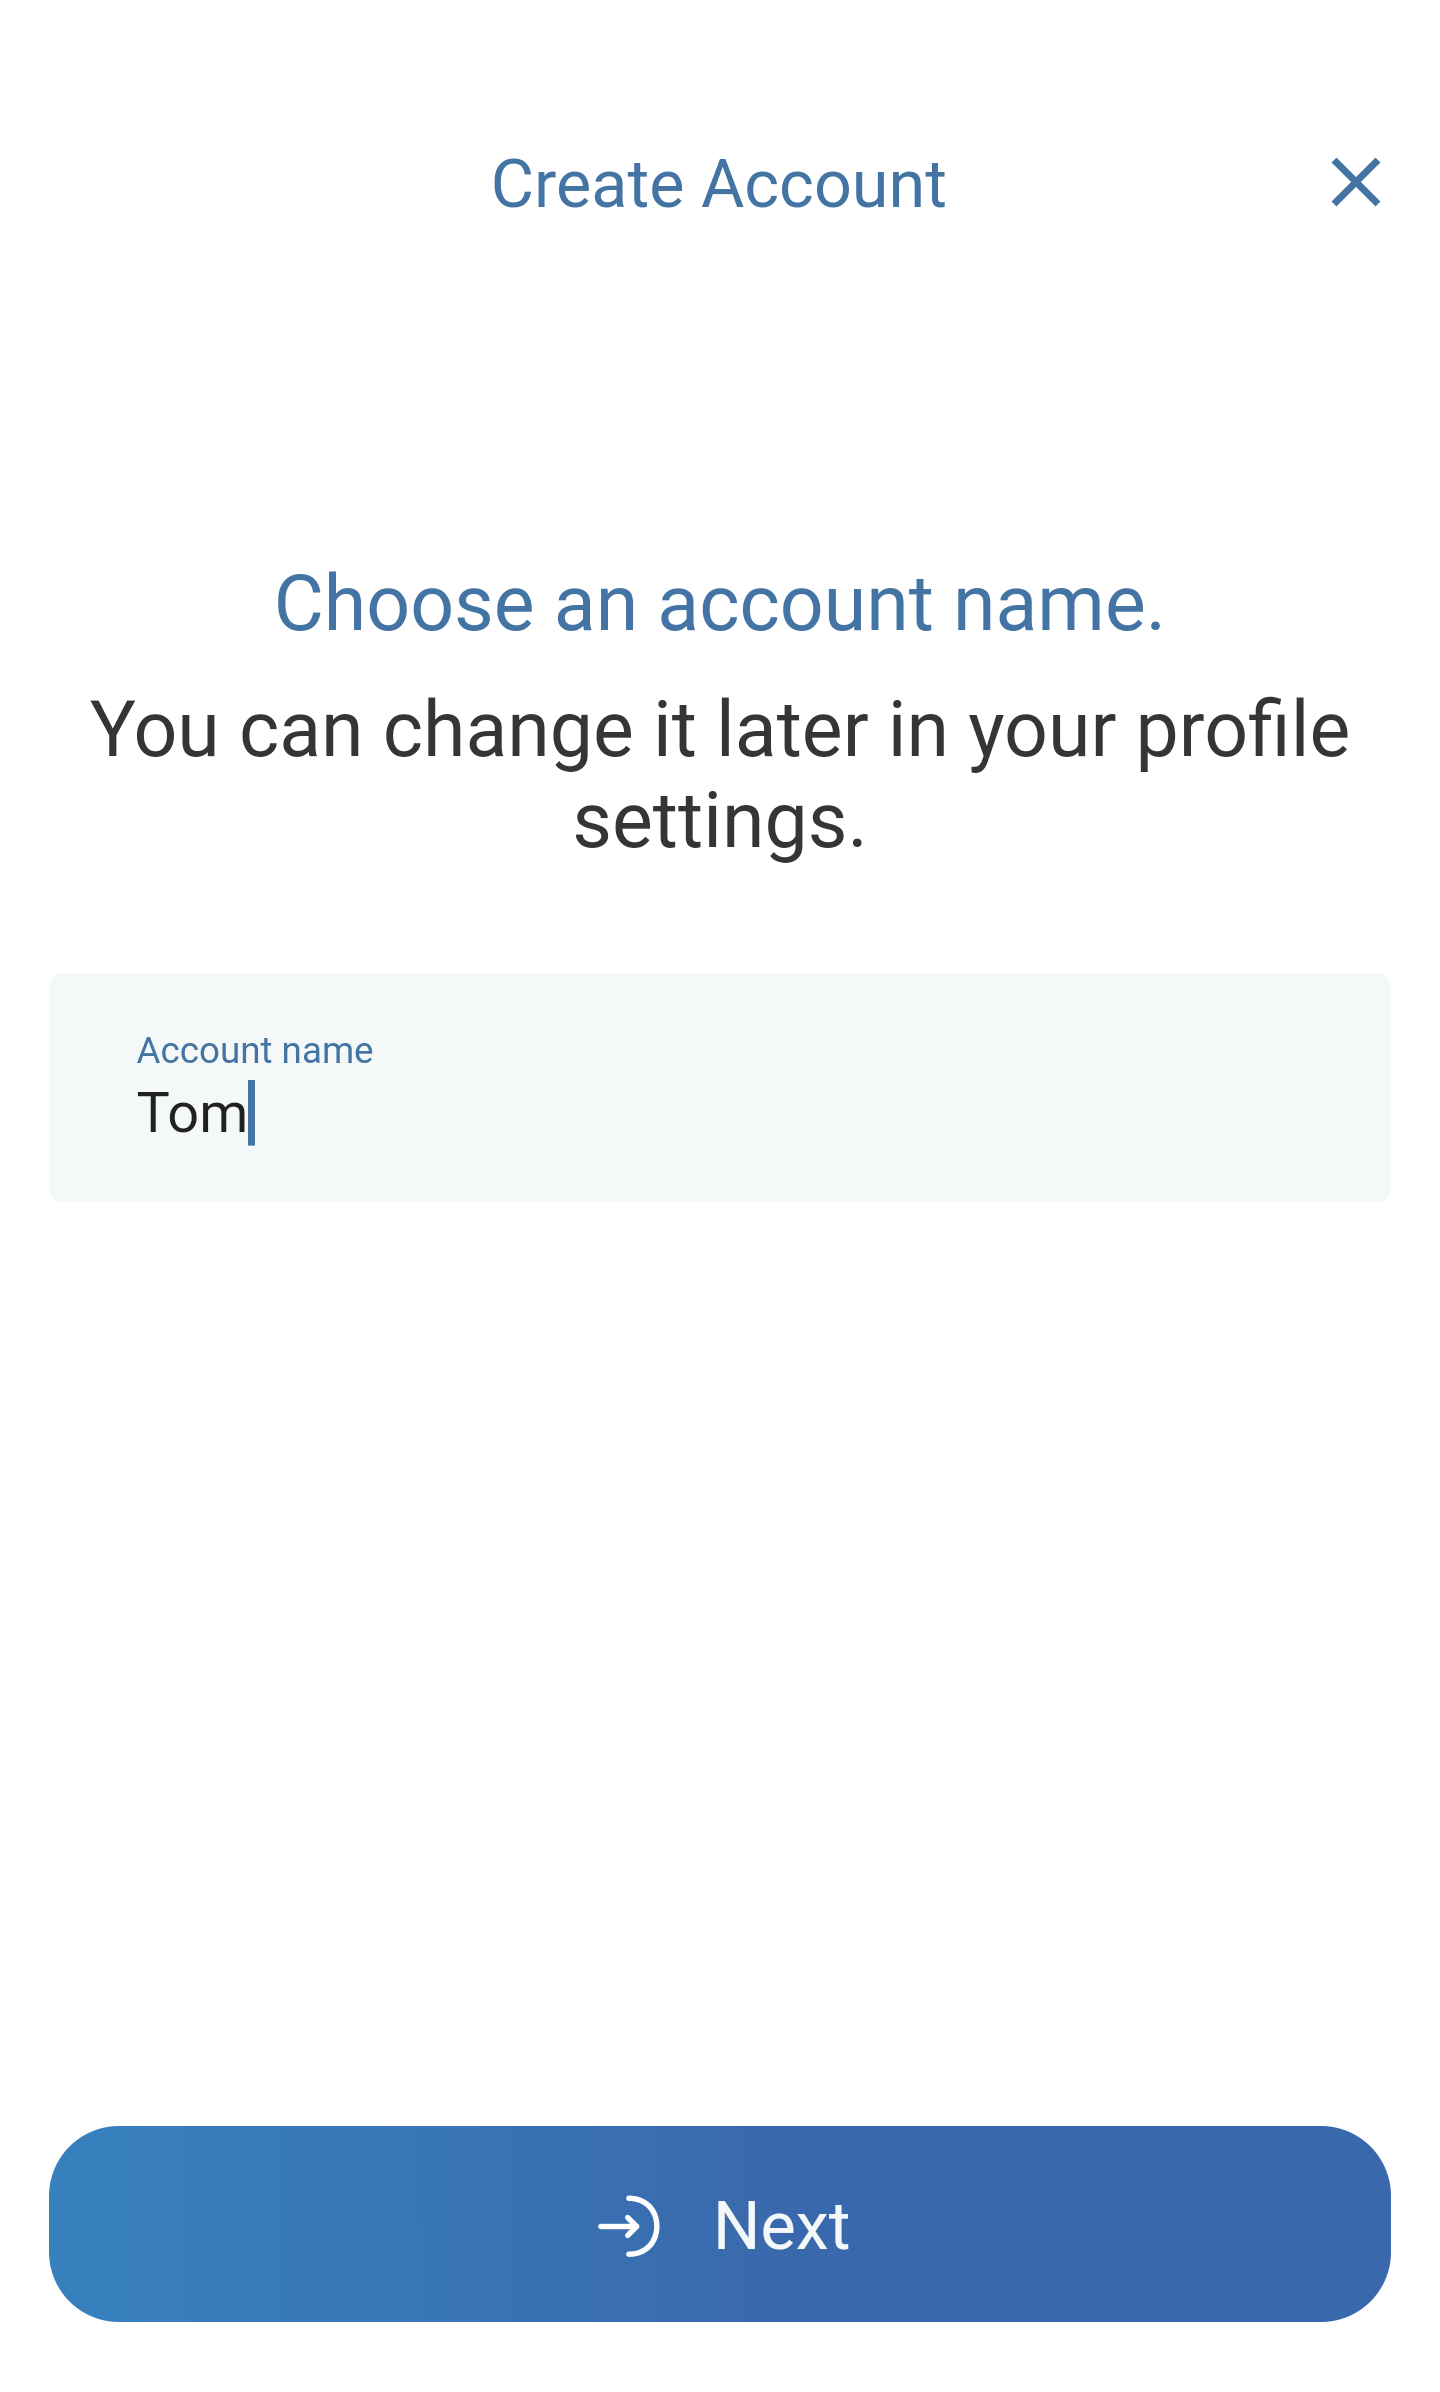 Create Account
Choose an account name.
You can change it later in your profile
settings.
Account name
Tom
Next